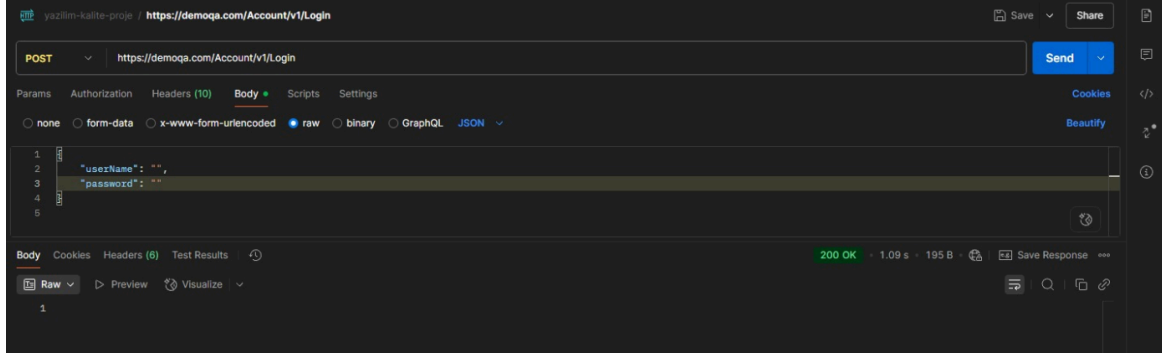 HTTP yazilim-kalite-proje / https://demoqa.com/Account/v1/Login Save Share
POST https://demoqa.com/Account/v1/Login Send
Params Authorization Headers (10) Body Scripts Settings Cookies
none form-data x-www-form-urlencoded raw binary GraphQL JSON Beautify
1 {
2 "userName": "",
3 "password": ""
4 }
5
Body Cookies Headers (6) Test Results 200 OK 1.09 s 195 B Save Response
Raw Preview Visualize
1